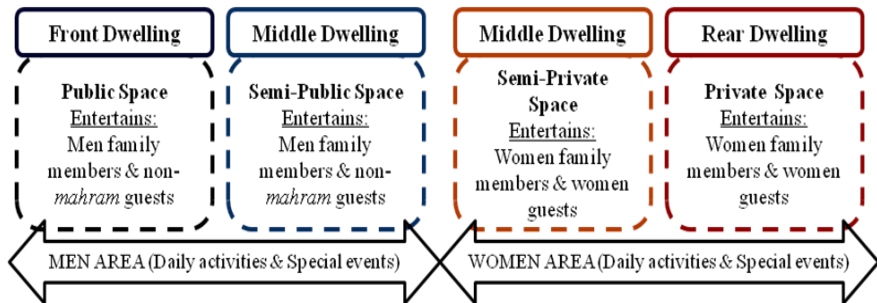 Front Dwelling
Public Space
Entertains:
Men family
members & non-
mahram guests
Middle Dwelling
Semi-Public Space
Entertains:
Men family
members & non-
mahram guests
Middle Dwelling
Semi-Private
Space
Entertains:
Women family
members & women
guests
Rear Dwelling
Private Space
Entertains:
Women family
members & women
guests
MEN AREA (Daily activities & Special events)
WOMEN AREA (Daily activities & Special events)